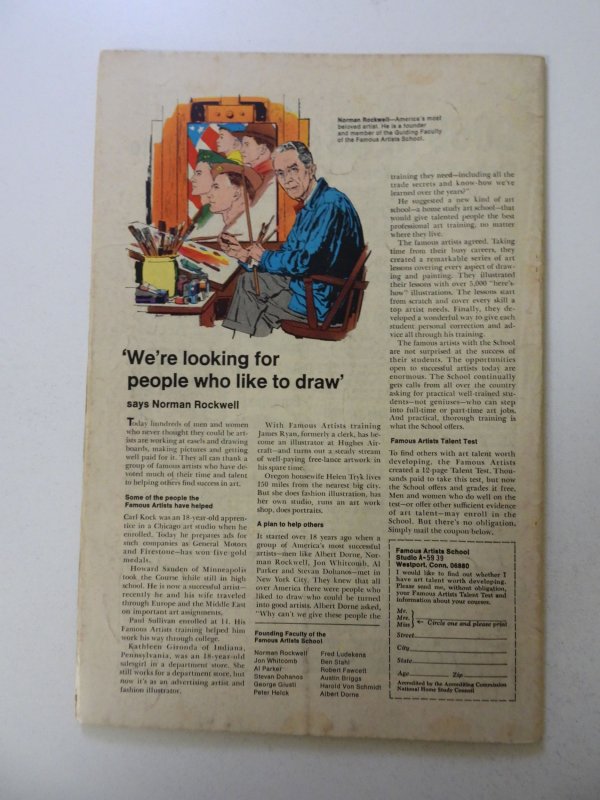 Norman Rockwell—America's most
beloved artist. He is a founder
and member of the Guiding Faculty
of the Famous Artists School.
'We're looking for
people who like to draw'
says Norman Rockwell
Today hundreds of men and women
who never thought they could be art-
ists are working at easels and drawing
boards, making pictures and getting
well paid for it. They all can thank a
group of famous artists who have de-
voted much of their time and talent
to helping others find success in art.
Some of the people the
Famous Artists have helped
Carl Kock was an 18-year-old appren-
tice in a Chicago art studio when he
enrolled. Today he prepares ads for
such companies as General Motors
and Firestone—has won five gold
medals.
Howard Sanden of Minneapolis
took the Course while still in high
school. He is now a successful artist—
recently he and his wife traveled
through Europe and the Middle East
on important art assignments.
Paul Sullivan enrolled at 14. His
Famous Artists training helped him
work his way through college.
Kathleen Gironda of Indiana,
Pennsylvania, was an 18-year-old
salesgirl in a department store. She
still works for a department store, but
now it's as an advertising artist and
fashion illustrator.
With Famous Artists training
James Ryan, formerly a clerk, has be-
come an illustrator at Hughes Air-
craft—and turns out a steady stream
of well-paying free-lance artwork in
his spare time.
Oregon housewife Helen Tryk lives
150 miles from the nearest big city.
But she does fashion illustration, has
her own studio, runs an art work
shop, does portraits.
A plan to help others
It started over 18 years ago when a
group of America's most successful
artists—men like Albert Dorne, Nor-
man Rockwell, Jon Whitcomb, Al
Parker and Stevan Dohanos—met in
New York City. They knew that all
over America there were people who
liked to draw who could be turned
into good artists. Albert Dorne asked,
"Why can't we give these people the
Founding Faculty of the
Famous Artists School
Norman Rockwell
Jon Whitcomb
Al Parker
Stevan Dohanos
George Giusti
Peter Helck
Fred Ludekens
Ben Stahl
Robert Fawcett
Austin Briggs
Harold Von Schmidt
Albert Dorne
training they need—including all the
trade secrets and know-how we've
learned over the years?"
He suggested a new kind of art
school—a home study art school—that
would give talented people the best
professional art training, no matter
where they live.
The famous artists agreed. Taking
time from their busy careers, they
created a remarkable series of art
lessons covering every aspect of draw-
ing and painting. They illustrated
their lessons with over 5,000 "here's-
how" illustrations. The lessons start
from scratch and cover every skill a
top artist needs. Finally, they de-
veloped a wonderful way to give each
student personal correction and ad-
vice all through his training.
The famous artists with the School
are not surprised at the success of
their students. The opportunities
open to successful artists today are
enormous. The School continually
gets calls from all over the country
asking for practical well-trained stu-
dents—not geniuses—who can step
into full-time or part-time art jobs.
And practical, thorough training is
what the School offers.
Famous Artists Talent Test
To find others with art talent worth
developing, the Famous Artists
created a 12-page Talent Test. Thou-
sands paid to take this test, but now
the School offers and grades it free.
Men and women who do well on the
test—or offer other sufficient evidence
of art talent—may enroll in the
School. But there's no obligation.
Simply mail the coupon below.
Famous Artists School
Studio A-5939
Westport, Conn. 06880
I would like to find out whether I
have art talent worth developing.
Please send me, without obligation,
your Famous Artists Talent Test and
information about your courses.
Mr.
Mrs.
Miss
← Circle one and please print
Street
City
State
Age Zip
Accredited by the Accrediting Commission
National Home Study Council